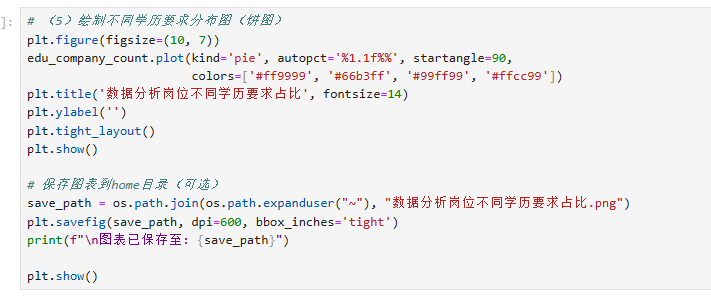 ]:
# （5）绘制不同学历要求分布图（饼图）
plt.figure(figsize=(10, 7))
edu_company_count.plot(kind='pie', autopct='%1.1f%%', startangle=90,
                       colors=['#ff9999', '#66b3ff', '#99ff99', '#ffcc99'])
plt.title('数据分析岗位不同学历要求占比', fontsize=14)
plt.ylabel('')
plt.tight_layout()
plt.show()

# 保存图表到home目录（可选）
save_path = os.path.join(os.path.expanduser("~"), "数据分析岗位不同学历要求占比.png")
plt.savefig(save_path, dpi=600, bbox_inches='tight')
print(f"\n图表已保存至: {save_path}")

plt.show()